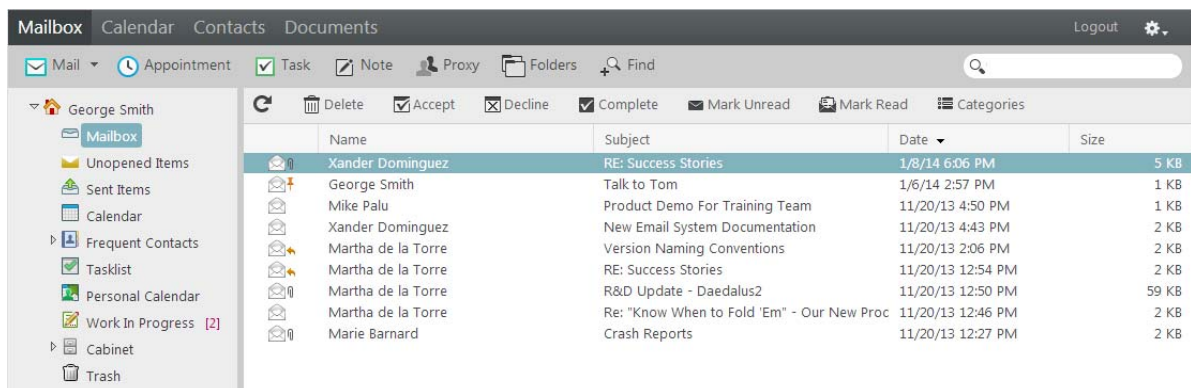 Mailbox Calendar Contacts Documents Logout
Mail Appointment Task Note Proxy Folders Find
George Smith
Mailbox
Unopened Items
Sent Items
Calendar
Frequent Contacts
Tasklist
Personal Calendar
Work In Progress [2]
Cabinet
Trash
Delete Accept Decline Complete Mark Unread Mark Read Categories
Name Subject Date Size
Xander Dominguez RE: Success Stories 1/8/14 6:06 PM 5 KB
George Smith Talk to Tom 1/6/14 2:57 PM 1 KB
Mike Palu Product Demo For Training Team 11/20/13 4:50 PM 1 KB
Xander Dominguez New Email System Documentation 11/20/13 4:43 PM 2 KB
Martha de la Torre Version Naming Conventions 11/20/13 2:06 PM 2 KB
Martha de la Torre RE: Success Stories 11/20/13 12:54 PM 2 KB
Martha de la Torre R&D Update - Daedalus2 11/20/13 12:50 PM 59 KB
Martha de la Torre Re: "Know When to Fold 'Em" - Our New Proc 11/20/13 12:46 PM 2 KB
Marie Barnard Crash Reports 11/20/13 12:27 PM 2 KB